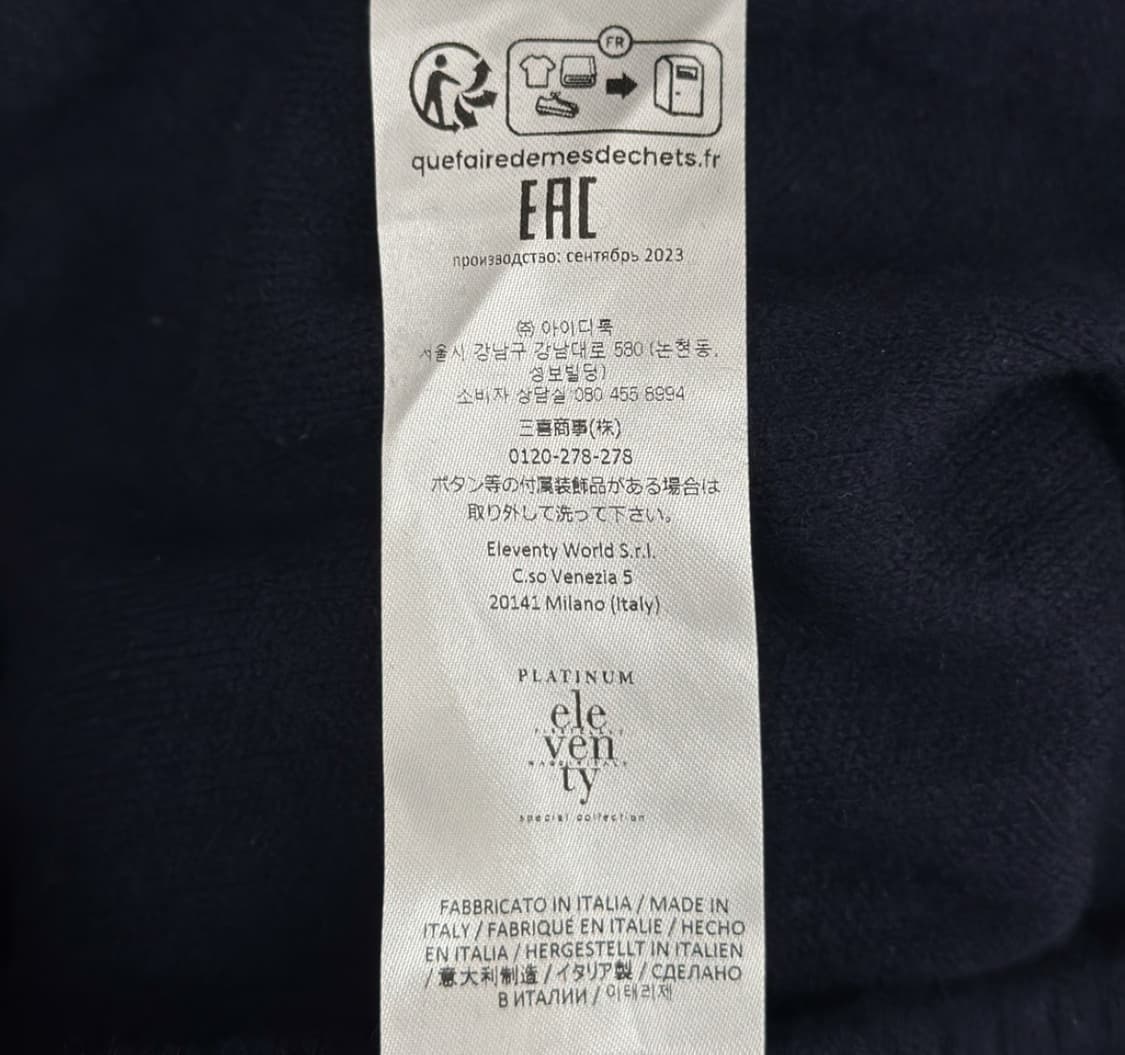 FR
quefairedemesdechets.fr
EAC
производство: сентябрь 2023
㈜ 아이디룩
서울시 강남구 강남대로 580 (논현동,
성보빌딩)
소비자 상담실 080 455 8994
三喜商事(株)
0120-278-278
ボタン等の付属装飾品がある場合は
取り外して洗って下さい。
Eleventy World S.r.l.
C.so Venezia 5
20141 Milano (Italy)
PLATINUM
ele
ven
ty
special collection
FABBRICATO IN ITALIA / MADE IN
ITALY / FABRIQUÉ EN ITALIE / HECHO
EN ITALIA / HERGESTELLT IN ITALIEN
/ 意大利制造 / イタリア製 / СДЕЛАНО
В ИТАЛИИ / 이태리제